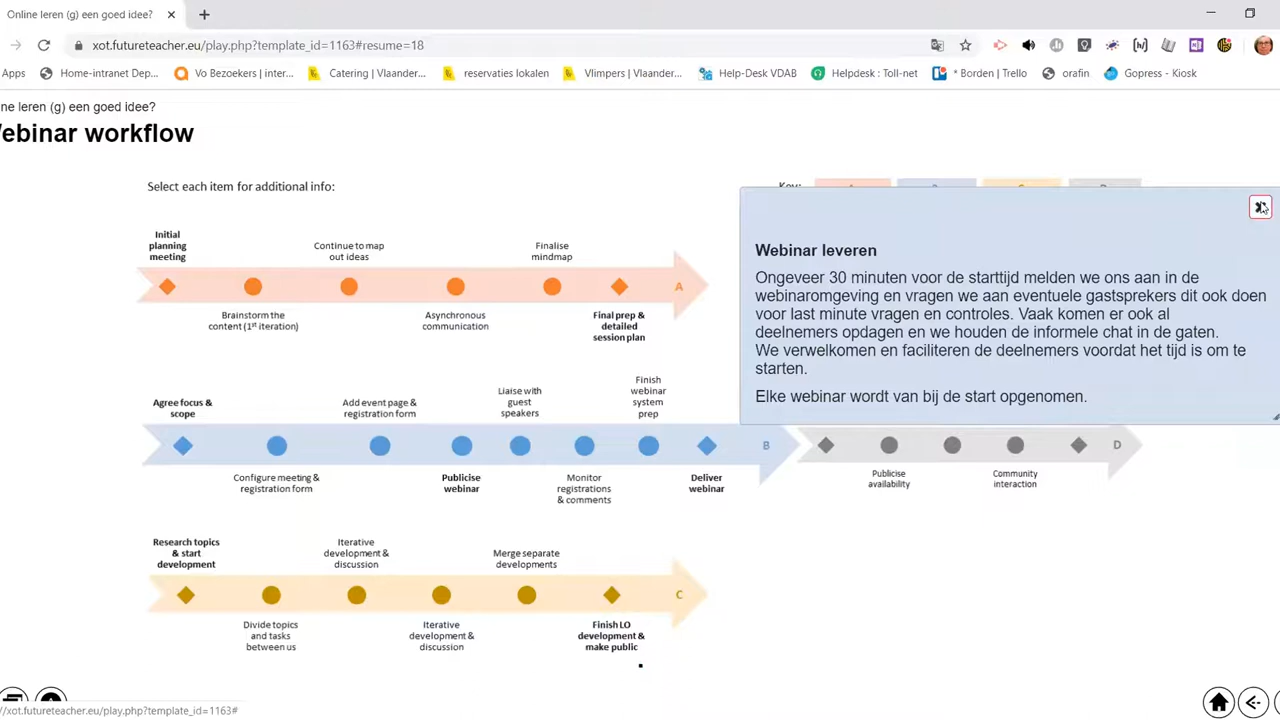 Online leren (g) een goed idee?
xot.futureteacher.eu/play.php?template_id=1163#resume=18
Apps
Home-intranet Dep...
Vo Bezoekers | inter...
Catering | Vlaander...
reservaties lokalen
Vlimpers | Vlaander...
Help-Desk VDAB
Helpdesk : Toll-net
* Borden | Trello
orafin
Gopress - Kiosk
ne leren (g) een goed idee?
ebinar workflow
Select each item for additional info:
Key:
Initial
planning
meeting
Continue to map
out ideas
Finalise
mindmap
A
Brainstorm the
content (1st iteration)
Asynchronous
communication
Final prep &
detailed
session plan
Webinar leveren
Ongeveer 30 minuten voor de starttijd melden we ons aan in de
webinaromgeving en vragen we aan eventuele gastsprekers dit ook doen
voor last minute vragen en controles. Vaak komen er ook al
deelnemers opdagen en we houden de informele chat in de gaten.
We verwelkomen en faciliteren de deelnemers voordat het tijd is om te
starten.
Elke webinar wordt van bij de start opgenomen.
Agree focus &
scope
Add event page &
registration form
Liaise with
guest
speakers
Finish
webinar
system
prep
B
D
Configure meeting &
registration form
Publicise
webinar
Monitor
registrations
& comments
Deliver
webinar
Publicise
availability
Community
interaction
Research topics
& start
development
Iterative
development &
discussion
Merge separate
developments
C
Divide topics
and tasks
between us
Iterative
development &
discussion
Finish LO
development &
make public
//xot.futureteacher.eu/play.php?template_id=1163#